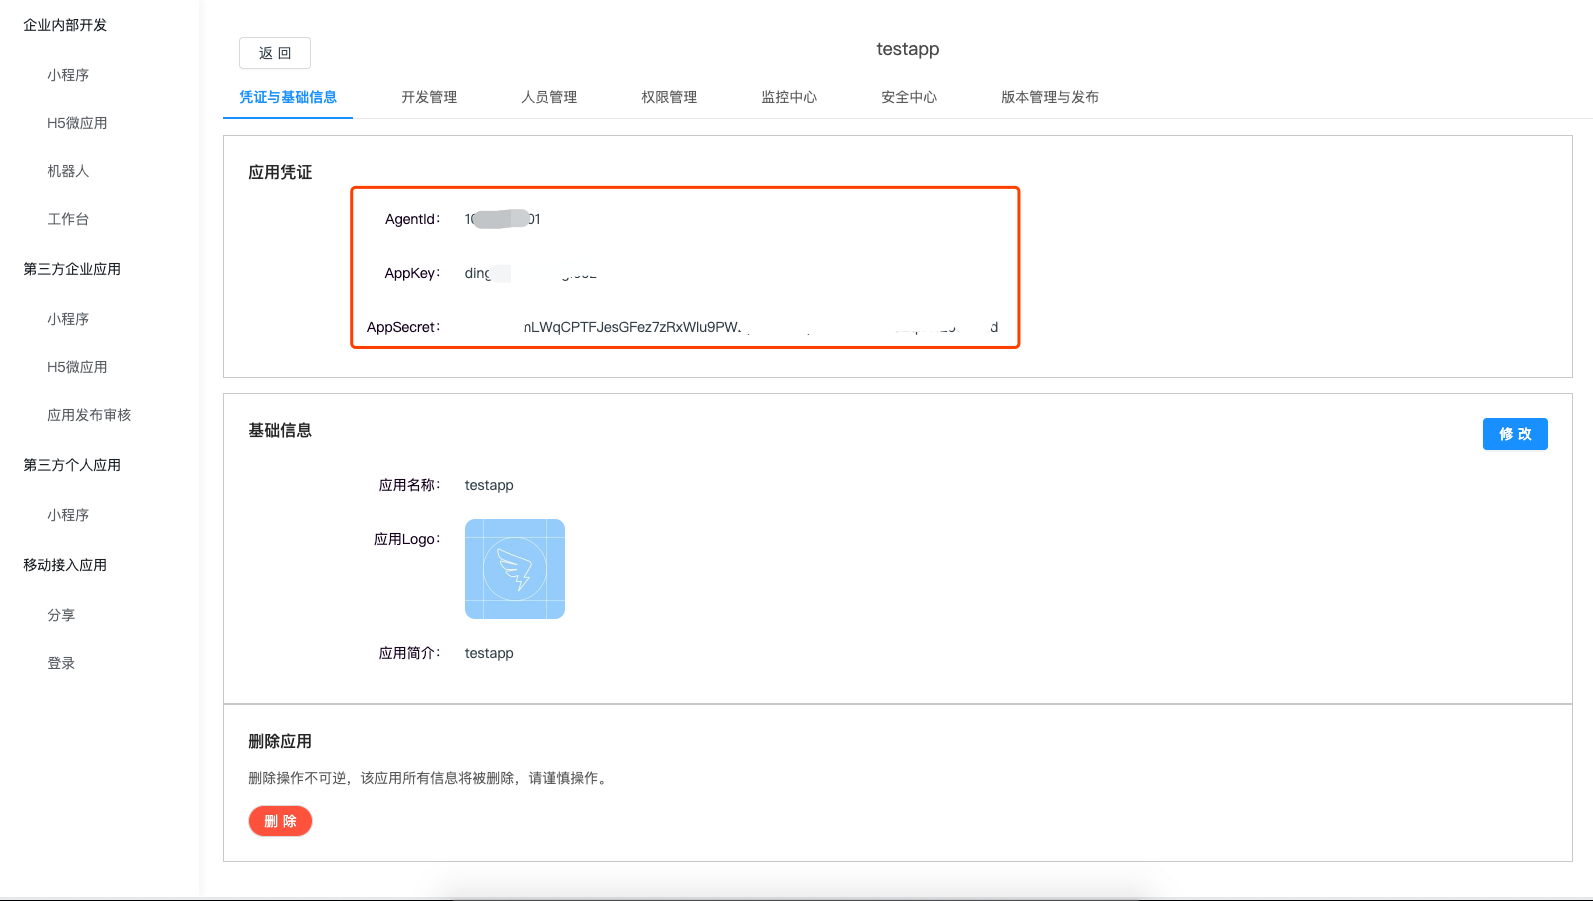 企业内部开发
小程序
H5微应用
机器人
工作台
第三方企业应用
小程序
H5微应用
应用发布审核
第三方个人应用
小程序
移动接入应用
分享
登录
返 回
testapp
凭证与基础信息 开发管理 人员管理 权限管理 监控中心 安全中心 版本管理与发布
应用凭证
AgentId:
AppKey: ding
AppSecret: LWqCPTFJesGFez7zRxWlu9PW d
基础信息
修 改
应用名称: testapp
应用Logo:
应用简介: testapp
删除应用
删除操作不可逆，该应用所有信息将被删除，请谨慎操作。
删 除